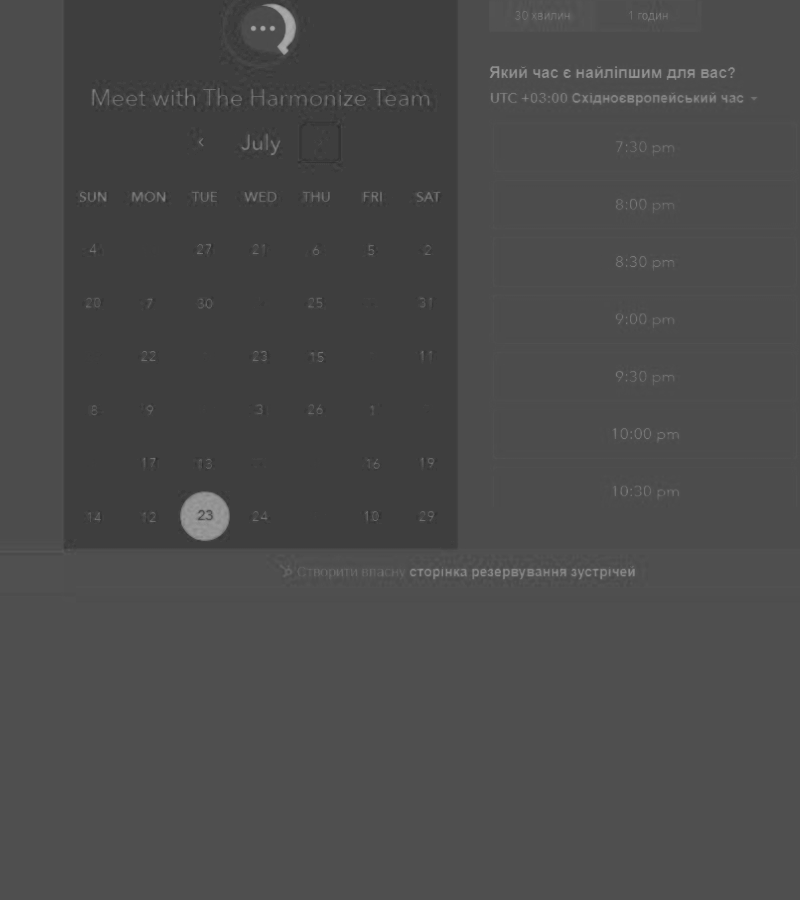 30 хвилин 1 годин
Meet with The Harmonize Team
July
SUN MON TUE WED THU FRI SAT
4 27 21 6 5 2
28 7 30 25 31
22 23 15 11
8 9 3 26 1
17 13 16 19
14 12 23 24 18 29
Який час є найліпшим для вас?
UTC +03:00 Східноєвропейський час
7:30 pm
8:00 pm
8:30 pm
9:00 pm
9:30 pm
10:00 pm
10:30 pm
Створити власну сторінка резервування зустрічей